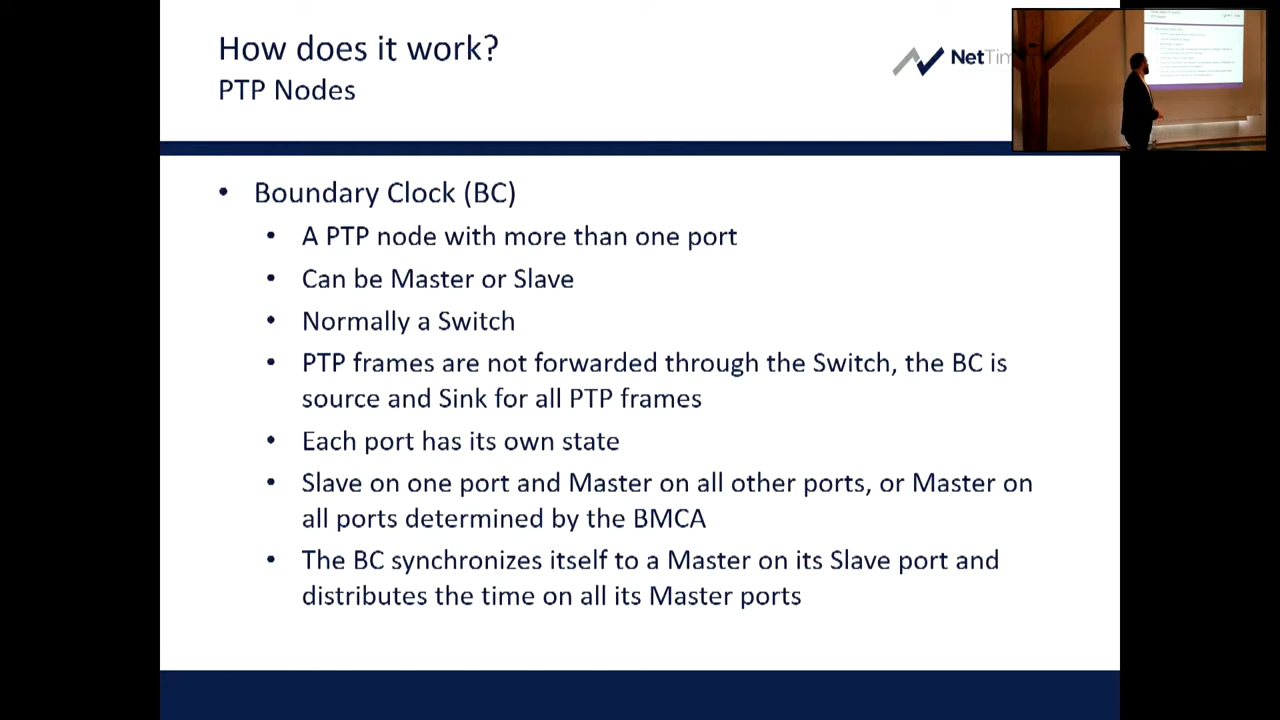 How does it work?
PTP Nodes
NetTim
• Boundary Clock (BC)
• A PTP node with more than one port
• Can be Master or Slave
• Normally a Switch
• PTP frames are not forwarded through the Switch, the BC is
source and Sink for all PTP frames
• Each port has its own state
• Slave on one port and Master on all other ports, or Master on
all ports determined by the BMCA
• The BC synchronizes itself to a Master on its Slave port and
distributes the time on all its Master ports